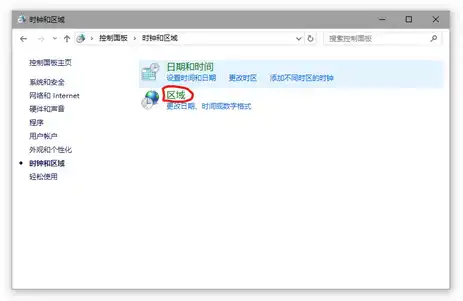 时钟和区域
控制面板 > 时钟和区域
搜索控制面板
控制面板主页
系统和安全
网络和 Internet
硬件和声音
程序
用户帐户
外观和个性化
时钟和区域
轻松使用
日期和时间
设置时间和日期 更改时区 添加不同时区的时钟
区域
更改日期、时间或数字格式